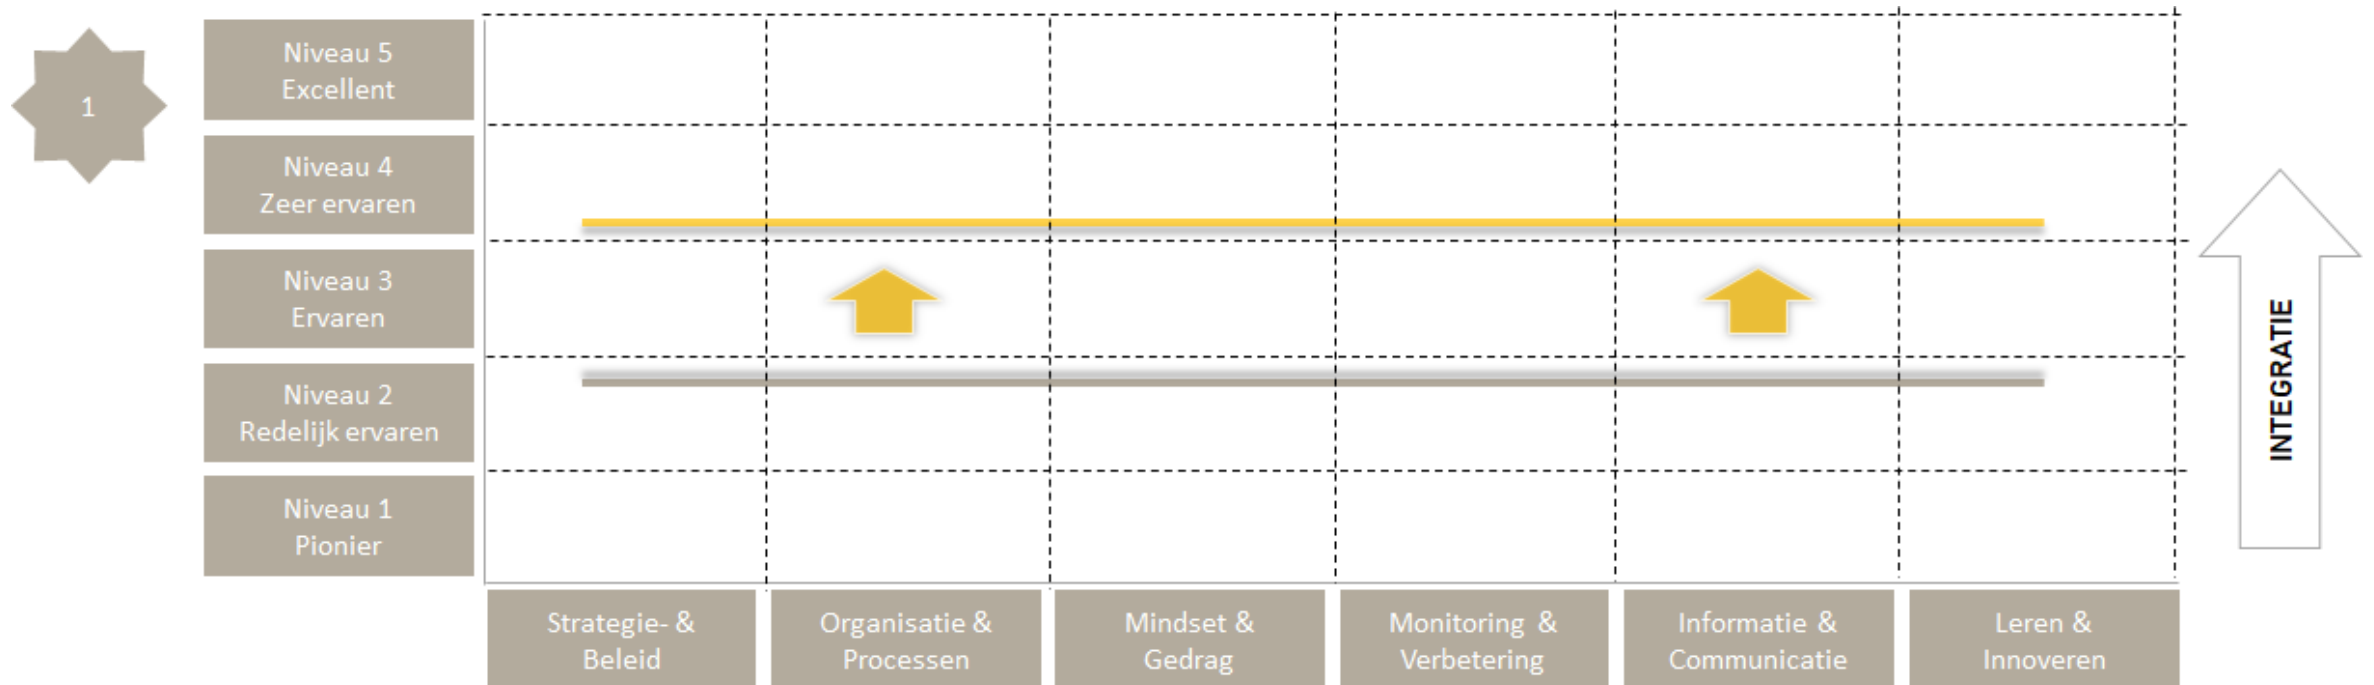 1
Niveau 5
Excellent
Niveau 4
Zeer ervaren
Niveau 3
Ervaren
Niveau 2
Redelijk ervaren
Niveau 1
Pionier
INTEGRATIE
Strategie- &
Beleid
Organisatie &
Processen
Mindset &
Gedrag
Monitoring &
Verbetering
Informatie &
Communicatie
Leren &
Innoveren